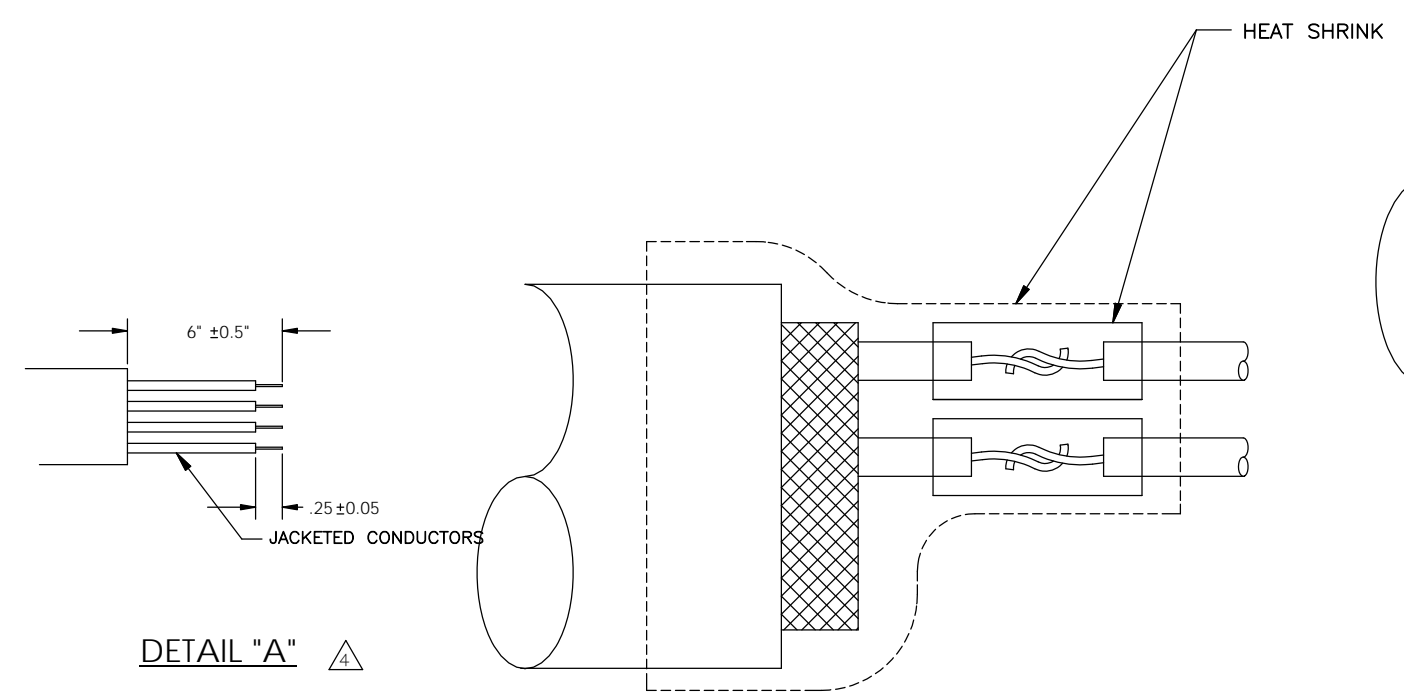 HEAT SHRINK
6" ±0.5"
.25±0.05
JACKETED CONDUCTORS
DETAIL "A" 4